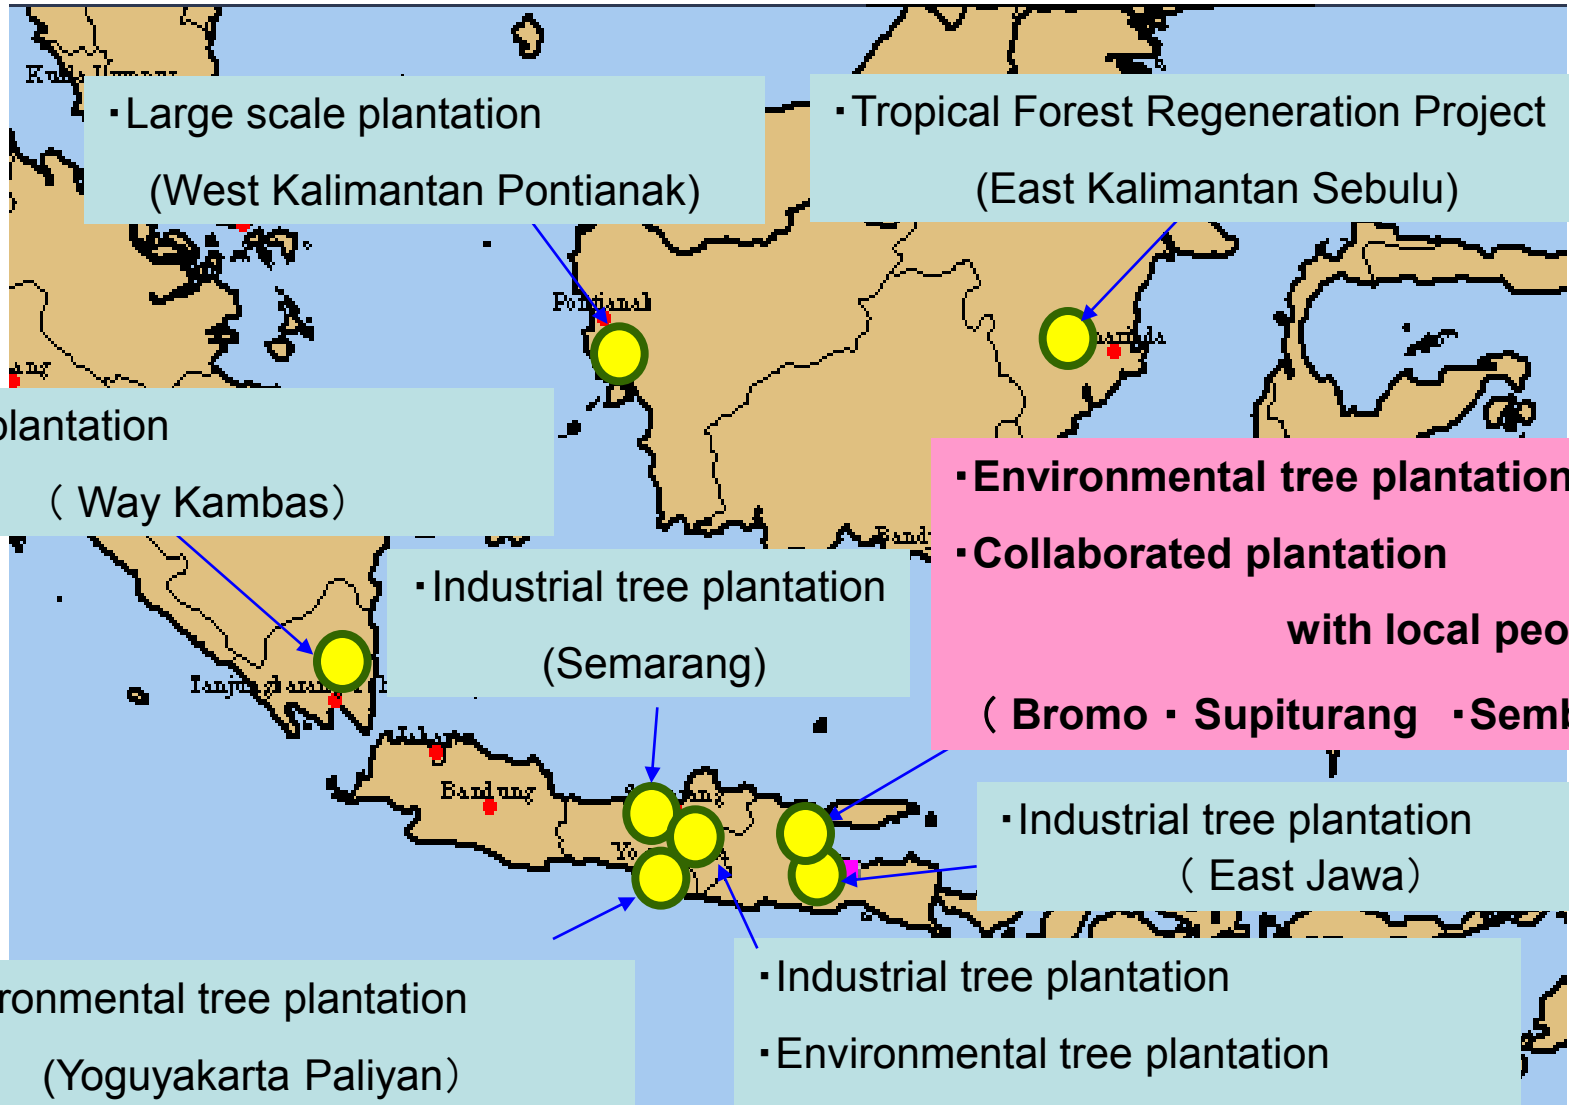 ・Large scale plantation
(West Kalimantan Pontianak)
・Tropical Forest Regeneration Project
(East Kalimantan Sebulu)
Pontianak
plantation
( Way Kambas)
・Environmental tree plantation
・Collaborated plantation
with local peo
( Bromo ・ Supiturang ・Semb
・Industrial tree plantation
(Semarang)
Bandung
・Industrial tree plantation
( East Jawa)
・Industrial tree plantation
・Environmental tree plantation
ronmental tree plantation
(Yoguyakarta Paliyan)